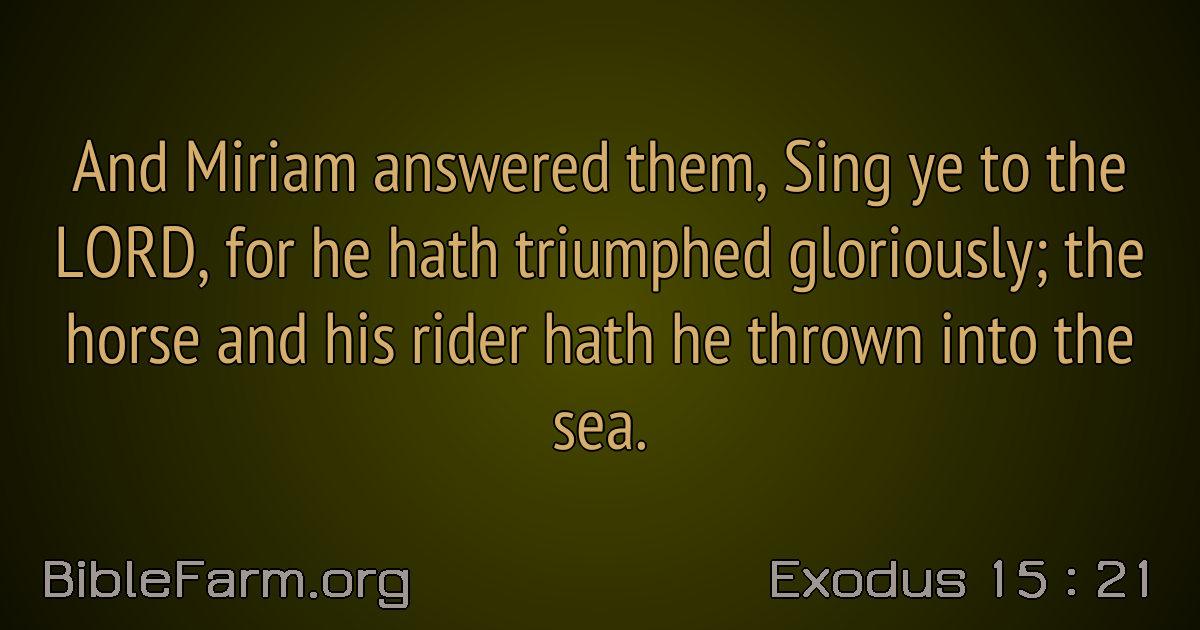 And Miriam answered them, Sing ye to the
LORD, for he hath triumphed gloriously; the
horse and his rider hath he thrown into the
sea.
BibleFarm.org
Exodus 15 : 21